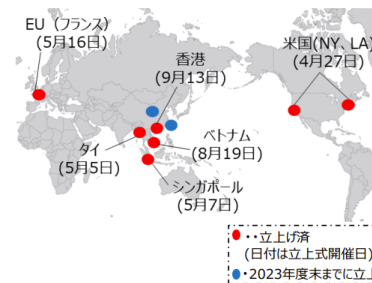 EU（フランス）
(5月16日)
香港
(9月13日)
米国(NY、LA)
(4月27日)
タイ
(5月5日)
ベトナム
(8月19日)
シンガポール
(5月7日)
・・立上げ済
(日付は立上式開催日)
・2023年度末までに立上